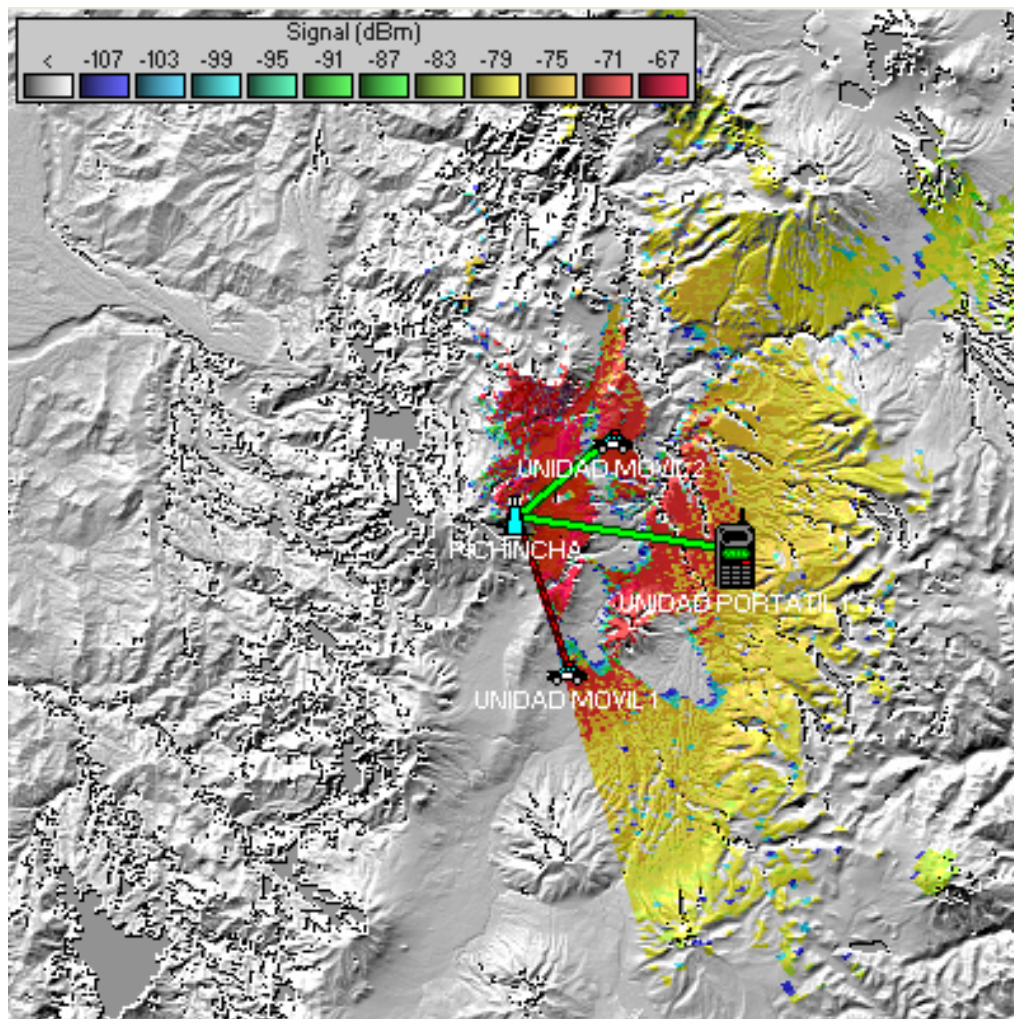 Signal (dBm)
< -107 -103 -99 -95 -91 -87 -83 -79 -75 -71 -67
UNIDAD MOVIL 2
PICHINCHA
UNIDAD PORTATIL 1
UNIDAD MOVIL 1